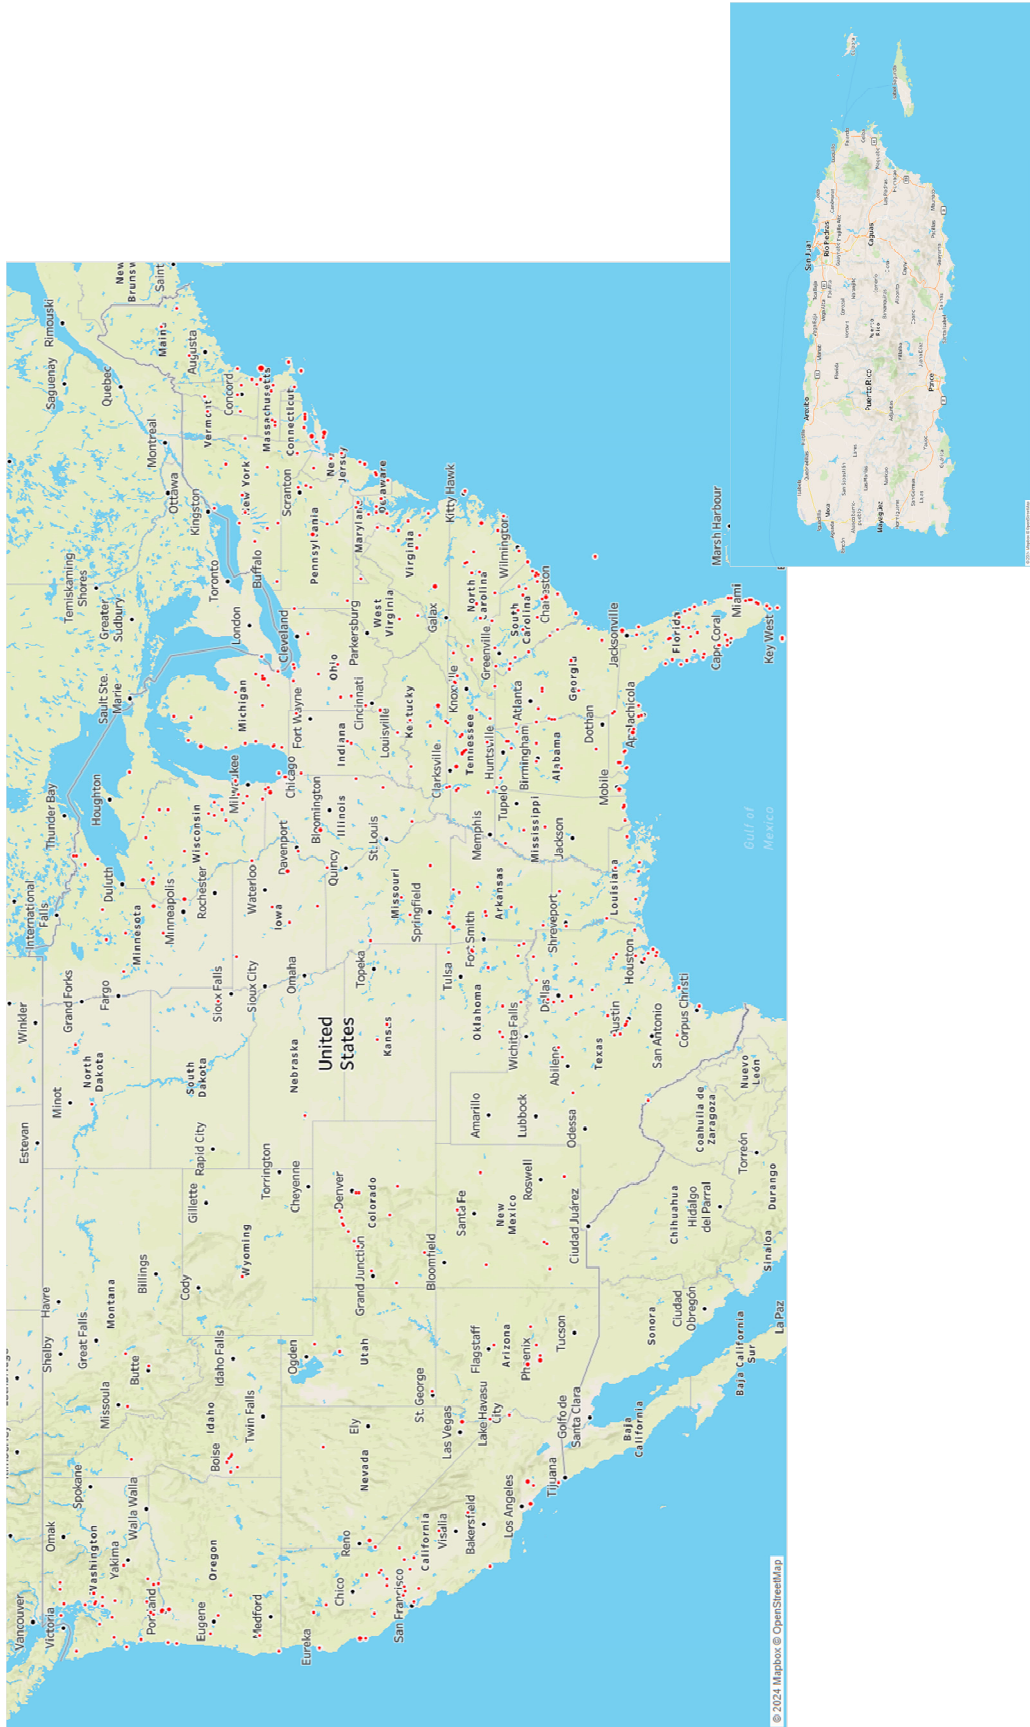 Vancouver
Victoria
Omak
Washington
Yakima
Spokane
Walla Walla
Portland
Oregon
Eugene
Medford
Eureka
Chico
Reno
San Francisco
California
Visalia
Bakersfield
Los Angeles
Tijuana
Nevada
Ely
Las Vegas
Lake Havasu
City
Golfo de
Santa Clara
Baja
California
Boise
Idaho
Twin Falls
Idaho Falls
Missoula
Butte
Shelby
Great Falls
Havre
Montana
Billings
Cody
Ogden
Utah
St. George
Flagstaff
Arizona
Phoenix
Tucson
Sonora
Ciudad
Obregón
Baja California
Sur
La Paz
Sinaloa
Durango
Wyoming
Gillette
Grand Junction
Bloomfield
Santa Fe
New
Mexico
Roswell
Ciudad Juárez
Chihuahua
Hidalgo
del Parral
Torreón
Coahuila de
Zaragoza
Nuevo
León
Colorado
Denver
Cheyenne
Torrington
Rapid City
Estevan
Minot
North
Dakota
South
Dakota
Nebraska
United
States
Kansas
Amarillo
Lubbock
Odessa
Abilene
Wichita Falls
Oklahoma
Texas
Austin
San Antonio
Corpus Christi
Houston
Dallas
Winkler
Grand Forks
Fargo
Sioux Falls
Sioux City
Omaha
Topeka
Tulsa
Fort Smith
Shreveport
Louisiana
Arkansas
Springfield
Missouri
International
Falls
Minnesota
Duluth
Minneapolis
Rochester
Waterloo
Iowa
Davenport
Quincy
St. Louis
Memphis
Mississippi
Jackson
Tupelo
Thunder Bay
Houghton
Wisconsin
Milwaukee
Chicago
Bloomington
Illinois
Indiana
Fort Wayne
Louisville
Cincinnati
Kentucky
Clarksville
Tennessee
Knoxville
Huntsville
Birmingham
Alabama
Mobile
Dothan
Apalachicola
Atlanta
Georgia
Sault Ste.
Marie
Michigan
Greater
Sudbury
Temiskaming
Shores
London
Toronto
Cleveland
Ohio
Parkersburg
West
Virginia
Galax
Greenville
North
Carolina
South
Carolina
Charleston
Wilmington
Jacksonville
Florida
Cape Coral
Miami
Key West
Gulf of
Mexico
Buffalo
Kingston
Ottawa
Montreal
Quebec
Saguenay
Rimouski
New York
Scranton
Pennsylvania
Maryland
Virginia
Kitty Hawk
Delaware
New
Jersey
Connecticut
Massachusetts
Vermont
Concord
Augusta
Maine
New
Brunsw
Saint
Marsh Harbour
© 2024 Mapbox © OpenStreetMap
San Juan
Río Piedras
Caguas
Arecibo
Puerto Rico
Ponce
Mayagüez